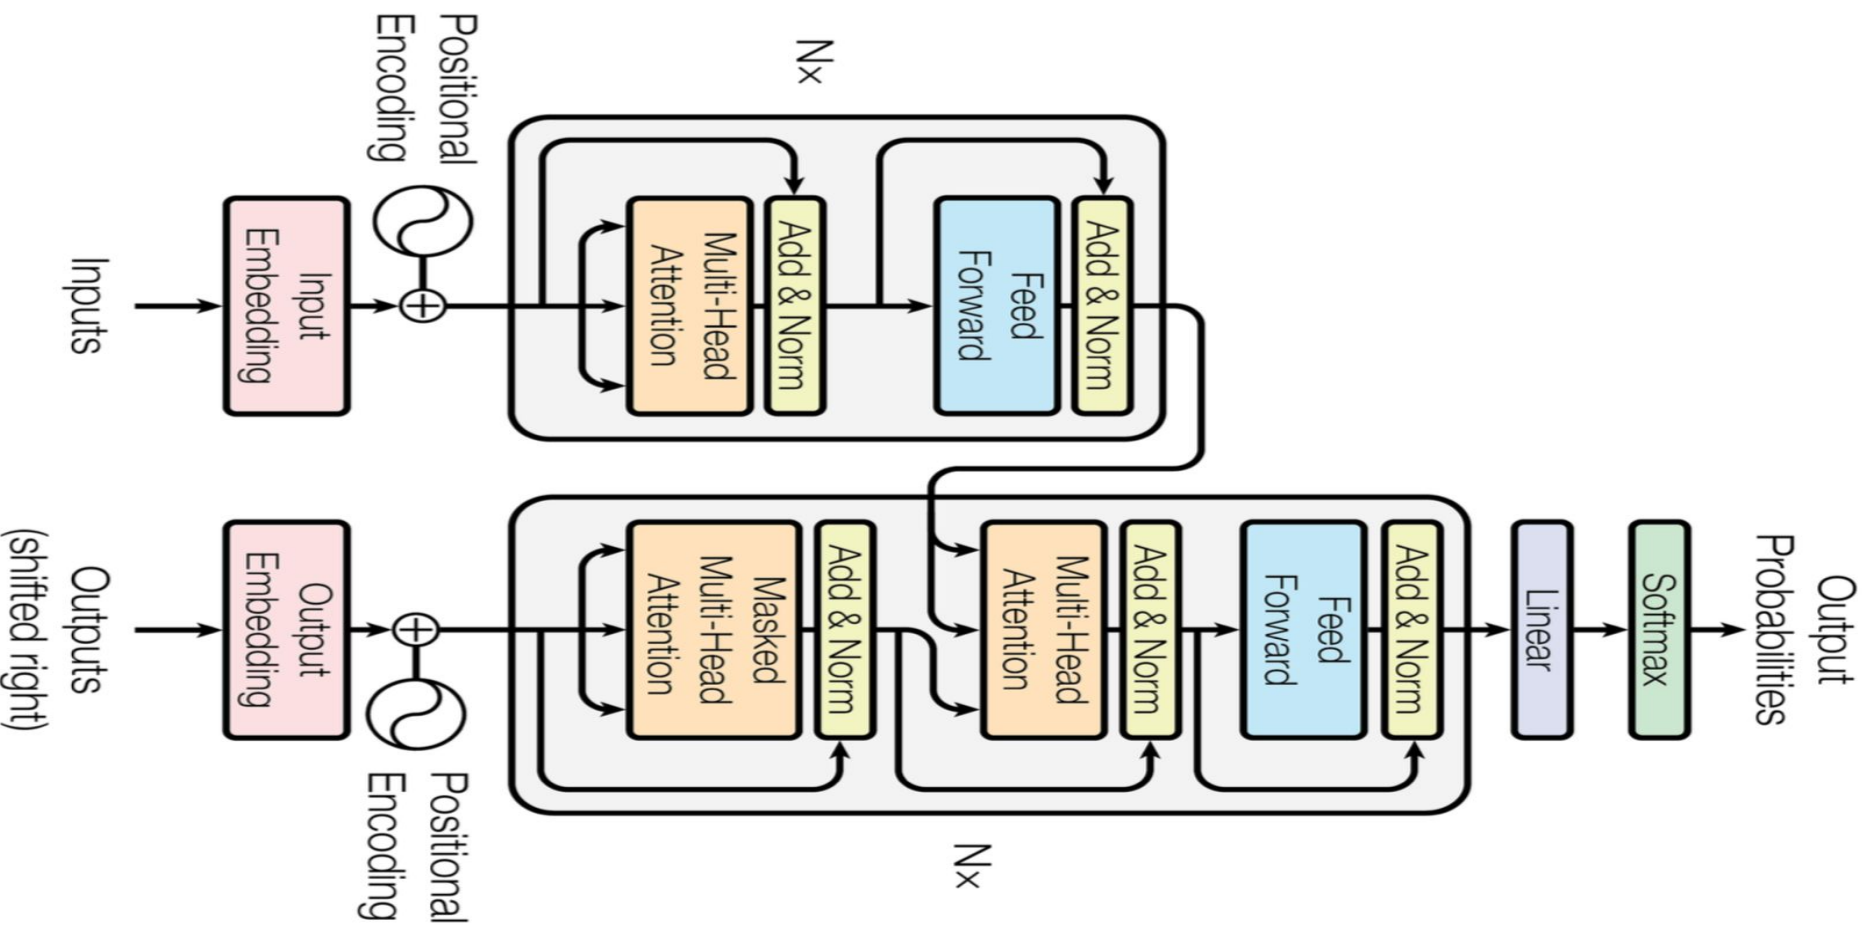 Output
Probabilities
Softmax
Linear
Add & Norm
Feed
Forward
Add & Norm
Multi-Head
Attention
Add & Norm
Masked
Multi-Head
Attention
Nx
Add & Norm
Feed
Forward
Add & Norm
Multi-Head
Attention
Nx
Positional
Encoding
Positional
Encoding
Input
Embedding
Output
Embedding
Inputs
Outputs
(shifted right)